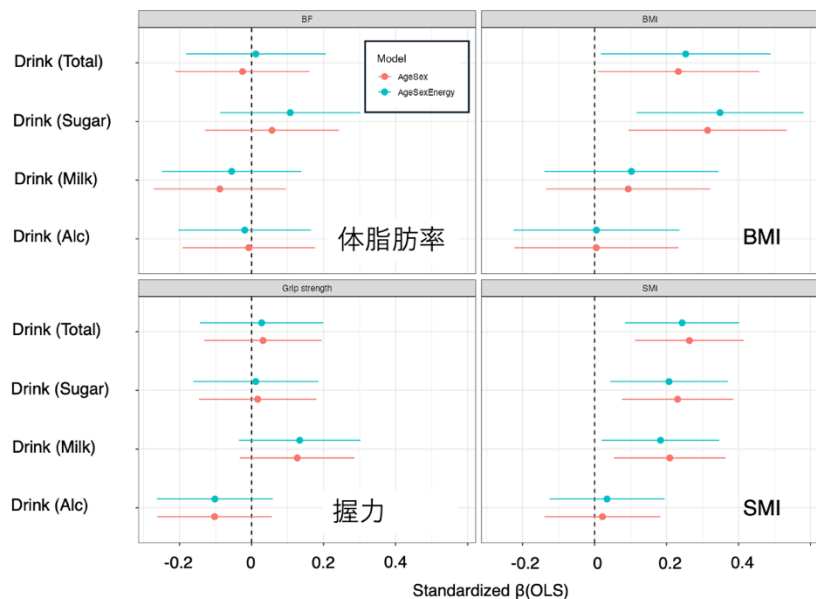 BF
BMI
Drink (Total)
Drink (Sugar)
Drink (Milk)
Drink (Alc)
Model
AgeSex
AgeSexEnergy
体脂肪率
BMI
Grip strength
SMI
Drink (Total)
Drink (Sugar)
Drink (Milk)
Drink (Alc)
握力
SMI
-0.2
0
0.2
0.4
-0.2
0
0.2
0.4
Standardized β(OLS)